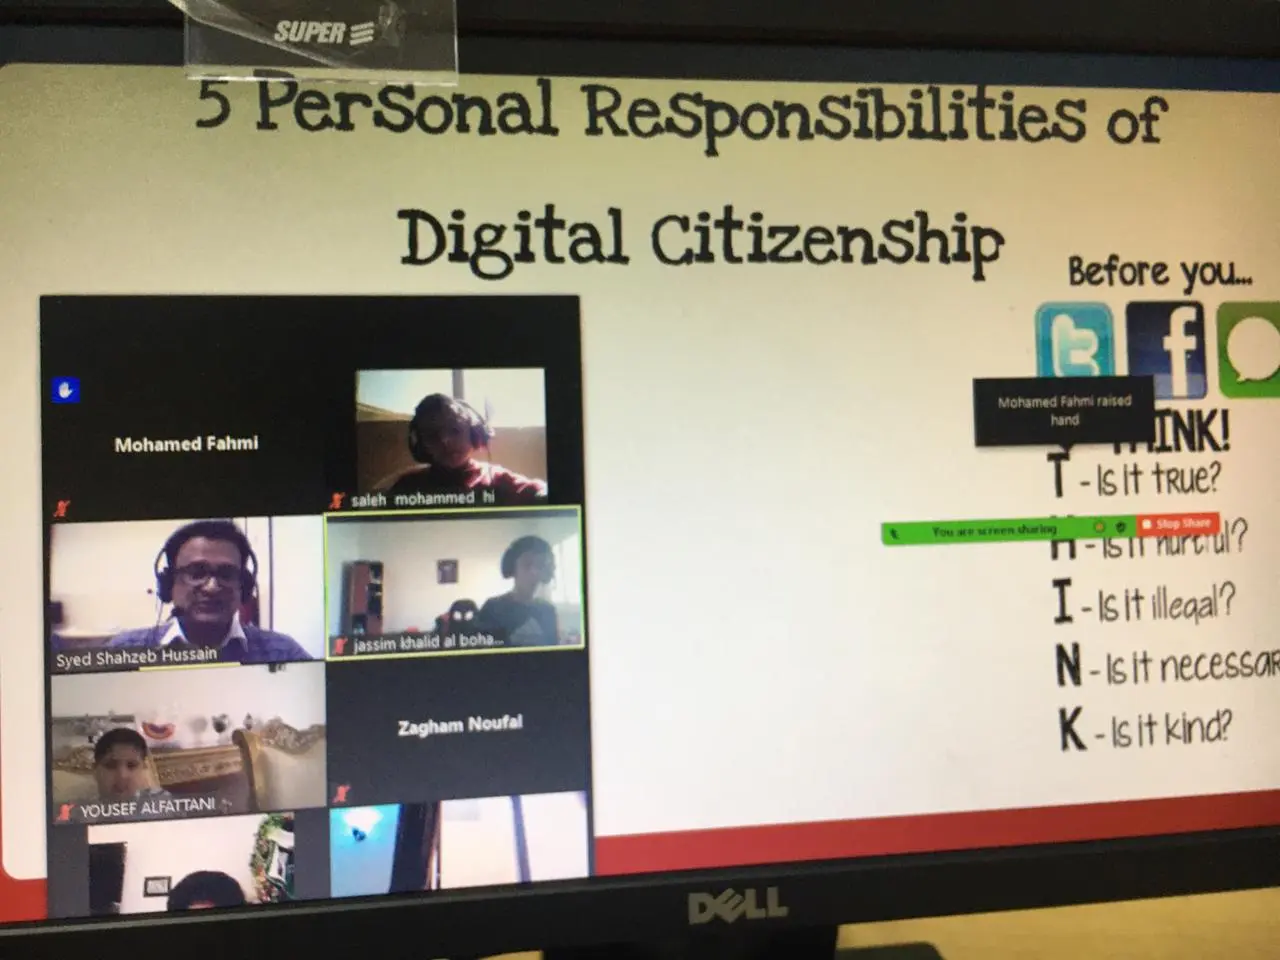 SUPER
5 Personal Responsibilities of
Digital Citizenship
Before you...
Mohamed Fahmi raised
hand
THINK!
T - Is it true?
You are screen sharing
Stop Share
H - Is it hurtful?
I - Is it illegal?
N - Is it necessar
K - Is it kind?
Mohamed Fahmi
saleh mohammed hi
Syed Shahzeb Hussain
jassim khalid al boha...
YOUSEF ALFATTANI
Zagham Noufal
DELL